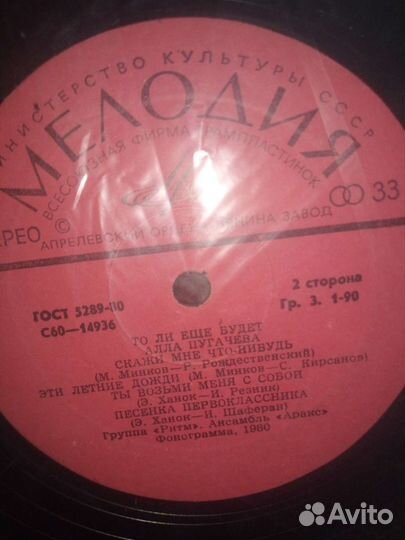 МИНИСТЕРСТВО КУЛЬТУРЫ СССР
МЕЛОДИЯ
ВСЕСОЮЗНАЯ ФИРМА ГРАМПЛАСТИНОК
ЕРЕО
АПРЕЛЕВСКИЙ ОРДЕНА ЛЕНИНА ЗАВОД
33
ГОСТ 5289-80
С60—14936
2 сторона
Гр. 3. 1-90
ТО ЛИ ЕЩЕ БУДЕТ
АЛЛА ПУГАЧЕВА
СКАЖИ МНЕ ЧТО-НИБУДЬ
(М. Минков—Р. Рождественский)
ЭТИ ЛЕТНИЕ ДОЖДИ (М. Минков—С. Кирсанов)
ТЫ ВОЗЬМИ МЕНЯ С СОБОЙ
(Э. Ханок—И. Резник)
ПЕСЕНКА ПЕРВОКЛАССНИКА
(Э. Ханок—И. Шаферан)
Группа «Ритм». Ансамбль «Аракс»
Фонограмма, 1980
Avito